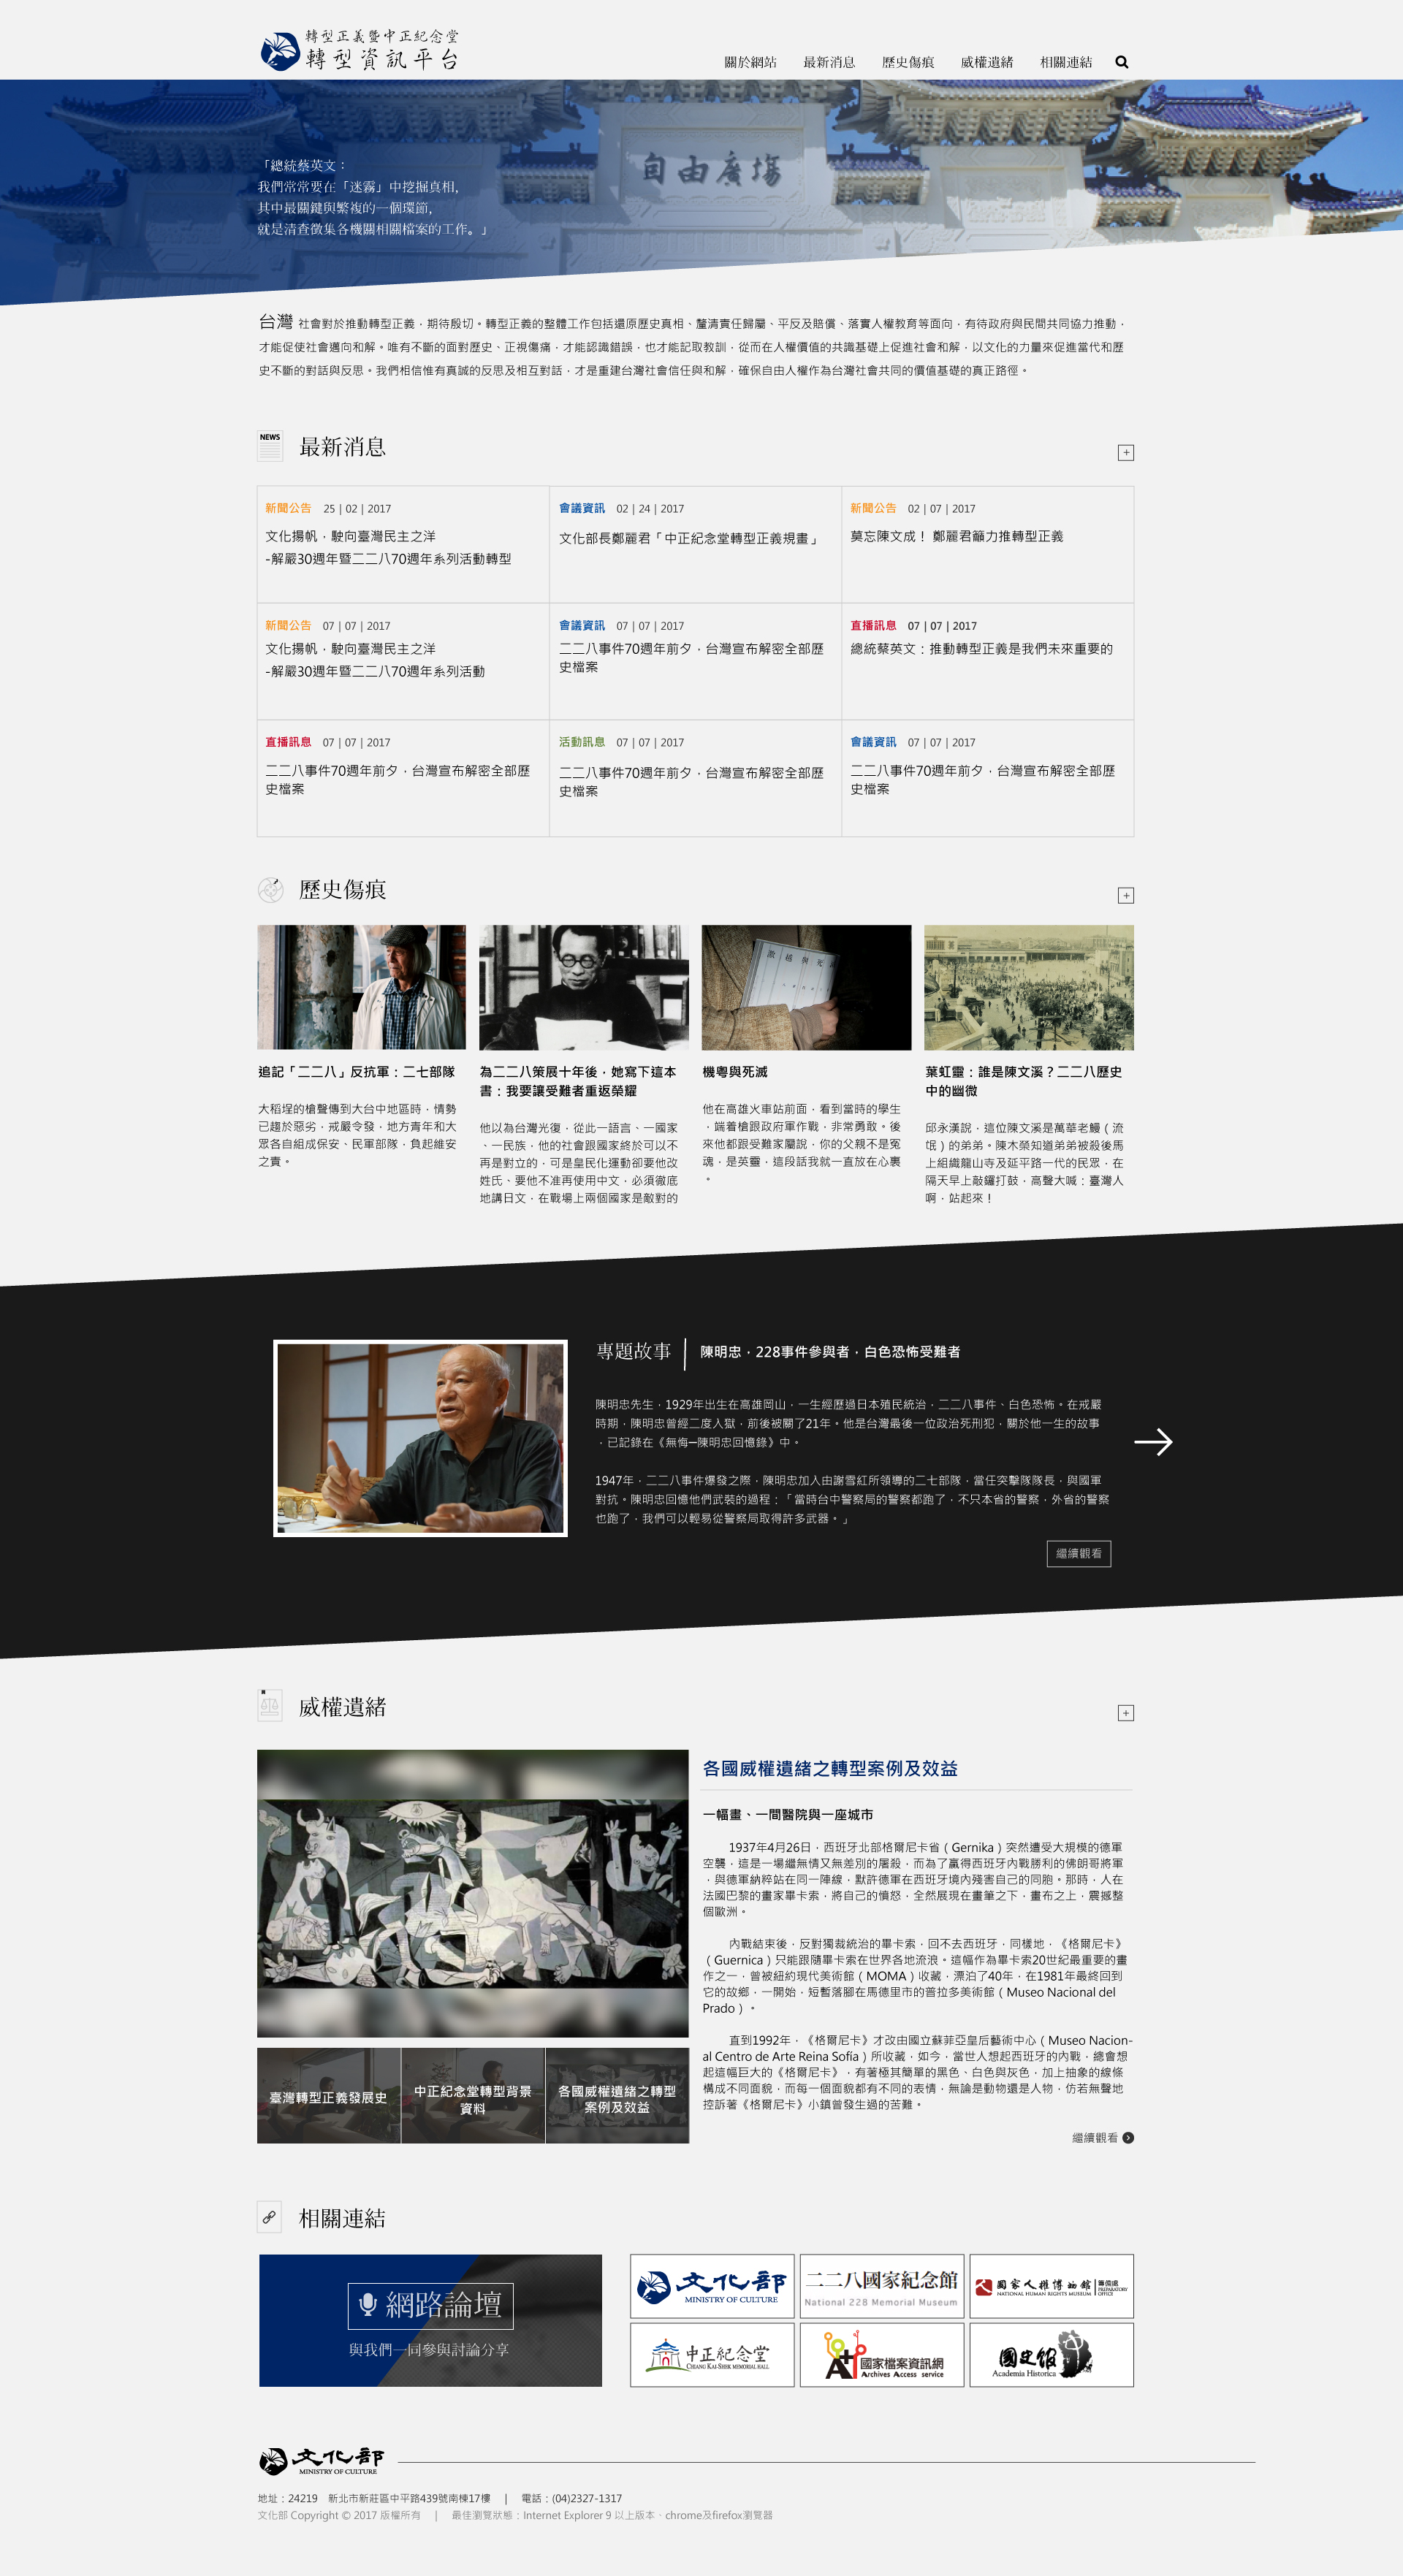 轉型正義暨中正紀念堂
轉型資訊平台
關於網站
最新消息
歷史傷痕
威權遺緒
相關連結
自由廣場
「總統蔡英文：
我們常常要在「迷霧」中挖掘真相，
其中最關鍵與繁複的一個環節，
就是清查徵集各機關相關檔案的工作。」
台灣 社會對於推動轉型正義，期待殷切。轉型正義的整體工作包括還原歷史真相、釐清責任歸屬、平反及賠償、落實人權教育等面向，有待政府與民間共同協力推動，
才能促使社會邁向和解。唯有不斷的面對歷史、正視傷痛，才能認識錯誤，也才能記取教訓，從而在人權價值的共識基礎上促進社會和解，以文化的力量來促進當代和歷
史不斷的對話與反思。我們相信惟有真誠的反思及相互對話，才是重建台灣社會信任與和解，確保自由人權作為台灣社會共同的價值基礎的真正路徑。
NEWS
最新消息
+
新聞公告 25 | 02 | 2017
文化揚帆，駛向臺灣民主之洋
-解嚴30週年暨二二八70週年系列活動轉型
會議資訊 02 | 24 | 2017
文化部長鄭麗君「中正紀念堂轉型正義規畫」
新聞公告 02 | 07 | 2017
莫忘陳文成！ 鄭麗君籲力推轉型正義
新聞公告 07 | 07 | 2017
文化揚帆，駛向臺灣民主之洋
-解嚴30週年暨二二八70週年系列活動
會議資訊 07 | 07 | 2017
二二八事件70週年前夕，台灣宣布解密全部歷
史檔案
直播訊息 07 | 07 | 2017
總統蔡英文：推動轉型正義是我們未來重要的
直播訊息 07 | 07 | 2017
二二八事件70週年前夕，台灣宣布解密全部歷
史檔案
活動訊息 07 | 07 | 2017
二二八事件70週年前夕，台灣宣布解密全部歷
史檔案
會議資訊 07 | 07 | 2017
二二八事件70週年前夕，台灣宣布解密全部歷
史檔案
歷史傷痕
+
追記「二二八」反抗軍：二七部隊
大稻埕的槍聲傳到大台中地區時，情勢
已趨於惡劣，戒嚴令發，地方青年和大
眾各自組成保安、民軍部隊，負起維安
之責。
為二二八策展十年後，她寫下這本
書：我要讓受難者重返榮耀
他以為台灣光復，從此一語言、一國家
、一民族，他的社會跟國家終於可以不
再是對立的，可是皇民化運動卻要他改
姓氏、要他不准再使用中文，必須徹底
地講日文，在戰場上兩個國家是敵對的
機粵與死滅
他在高雄火車站前面，看到當時的學生
，端着槍跟政府軍作戰，非常勇敢。後
來他都跟受難家屬說，你的父親不是冤
魂，是英靈，這段話我就一直放在心裹
。
葉虹靈：誰是陳文溪？二二八歷史
中的幽微
邱永漢說，這位陳文溪是萬華老鰻（流
氓）的弟弟。陳木榮知道弟弟被殺後馬
上組織龍山寺及延平路一代的民眾，在
隔天早上敲鑼打鼓，高聲大喊：臺灣人
啊，站起來！
專題故事
陳明忠，228事件參與者，白色恐怖受難者
陳明忠先生，1929年出生在高雄岡山，一生經歷過日本殖民統治，二二八事件、白色恐怖。在戒嚴
時期，陳明忠曾經二度入獄，前後被關了21年。他是台灣最後一位政治死刑犯，關於他一生的故事
，已記錄在《無悔─陳明忠回憶錄》中。
1947年，二二八事件爆發之際，陳明忠加入由謝雪紅所領導的二七部隊，當任突擊隊隊長，與國軍
對抗。陳明忠回憶他們武裝的過程：「當時台中警察局的警察都跑了，不只本省的警察，外省的警察
也跑了，我們可以輕易從警察局取得許多武器。」
繼續觀看
威權遺緒
+
各國威權遺緒之轉型案例及效益
一幅畫、一間醫院與一座城市
1937年4月26日，西班牙北部格爾尼卡省（Gernika）突然遭受大規模的德軍
空襲，這是一場繼無情又無差別的屠殺，而為了贏得西班牙內戰勝利的佛朗哥將軍
，與德軍納粹站在同一陣線，默許德軍在西班牙境內殘害自己的同胞。那時，人在
法國巴黎的畫家畢卡索，將自己的憤怒，全然展現在畫筆之下，畫布之上，震撼整
個歐洲。
內戰結束後，反對獨裁統治的畢卡索，回不去西班牙，同樣地，《格爾尼卡》
（Guernica）只能跟隨畢卡索在世界各地流浪。這幅作為畢卡索20世紀最重要的畫
作之一，曾被紐約現代美術館（MOMA）收藏，漂泊了40年，在1981年最終回到
它的故鄉，一開始，短暫落腳在馬德里市的普拉多美術館（Museo Nacional del
Prado）。
直到1992年，《格爾尼卡》才改由國立蘇菲亞皇后藝術中心（Museo Nacion-
al Centro de Arte Reina Sofía）所收藏，如今，當世人想起西班牙的內戰，總會想
起這幅巨大的《格爾尼卡》，有著極其簡單的黑色、白色與灰色，加上抽象的線條
構成不同面貌，而每一個面貌都有不同的表情，無論是動物還是人物，仿若無聲地
控訴著《格爾尼卡》小鎮曾發生過的苦難。
繼續觀看
臺灣轉型正義發展史
中正紀念堂轉型背景
資料
各國威權遺緒之轉型
案例及效益
相關連結
網路論壇
與我們一同參與討論分享
文化部
MINISTRY OF CULTURE
二二八國家紀念館
National 228 Memorial Museum
國家人權博物館 籌備處
NATIONAL HUMAN RIGHTS MUSEUM PREPARATORY OFFICE
中正紀念堂
CHIANG KAI-SHEK MEMORIAL HALL
A+
國家檔案資訊網
Archives Access service
國史館
Academia Historica
文化部
MINISTRY OF CULTURE
地址：24219 新北市新莊區中平路439號南棟17樓 | 電話：(04)2327-1317
文化部 Copyright © 2017 版權所有 | 最佳瀏覽狀態：Internet Explorer 9 以上版本、chrome及firefox瀏覽器